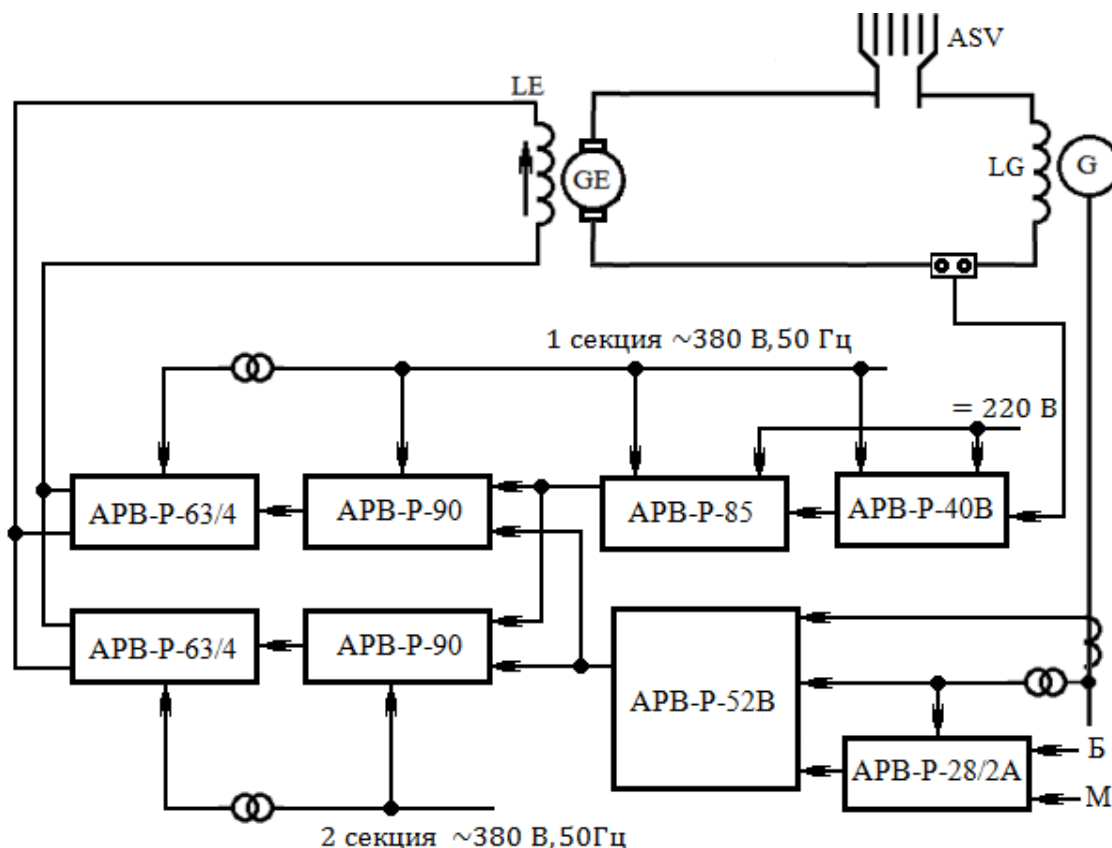 ASV
LE
GE
LG
G
1 секция ~380 В,50 Гц
= 220 В
АРВ-Р-63/4
АРВ-Р-90
АРВ-Р-85
АРВ-Р-40В
АРВ-Р-63/4
АРВ-Р-90
АРВ-Р-52В
АРВ-Р-28/2А
Б
М
2 секция ~380 В,50Гц